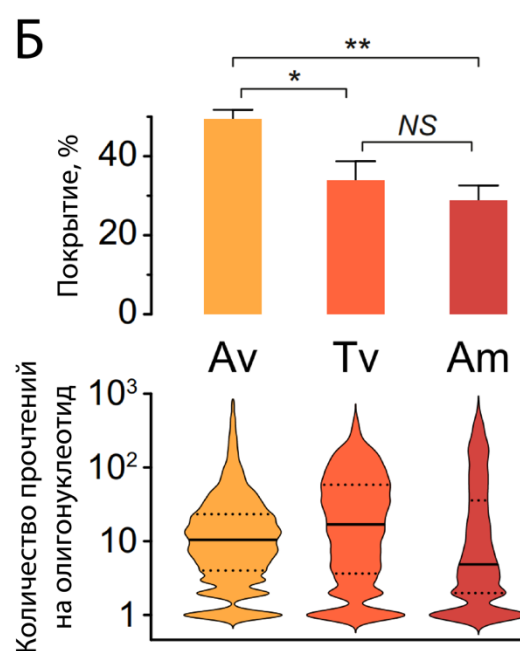 Б
**
*
NS
Покрытие, %
40
20
0
Av Tv Am
Количество прочтений
на олигонуклеотид
10³
10²
10
1